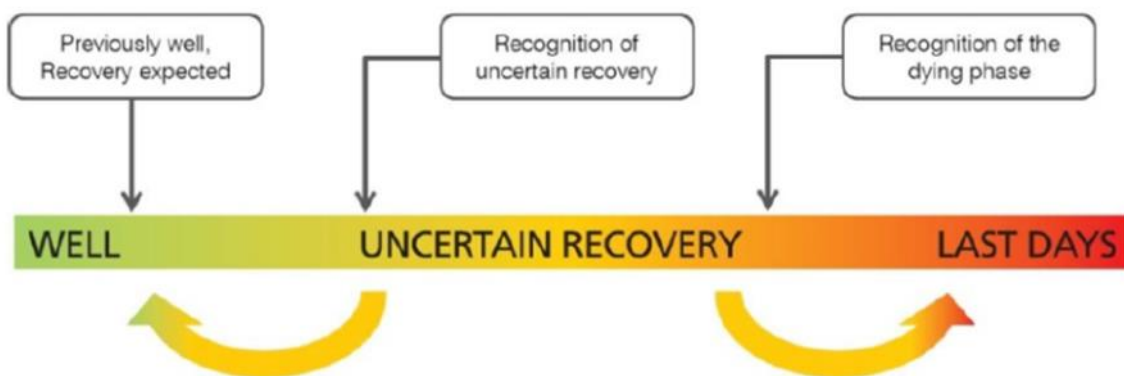 Previously well,
Recovery expected
Recognition of
uncertain recovery
Recognition of the
dying phase
WELL
UNCERTAIN RECOVERY
LAST DAYS